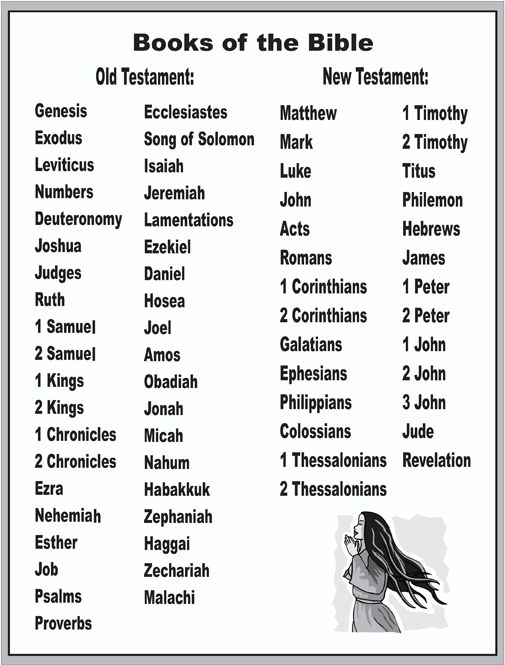 Books of the Bible
Old Testament:
Genesis
Exodus
Leviticus
Numbers
Deuteronomy
Joshua
Judges
Ruth
1 Samuel
2 Samuel
1 Kings
2 Kings
1 Chronicles
2 Chronicles
Ezra
Nehemiah
Esther
Job
Psalms
Proverbs
Ecclesiastes
Song of Solomon
Isaiah
Jeremiah
Lamentations
Ezekiel
Daniel
Hosea
Joel
Amos
Obadiah
Jonah
Micah
Nahum
Habakkuk
Zephaniah
Haggai
Zechariah
Malachi
New Testament:
Matthew
Mark
Luke
John
Acts
Romans
1 Corinthians
2 Corinthians
Galatians
Ephesians
Philippians
Colossians
1 Thessalonians
2 Thessalonians
1 Timothy
2 Timothy
Titus
Philemon
Hebrews
James
1 Peter
2 Peter
1 John
2 John
3 John
Jude
Revelation